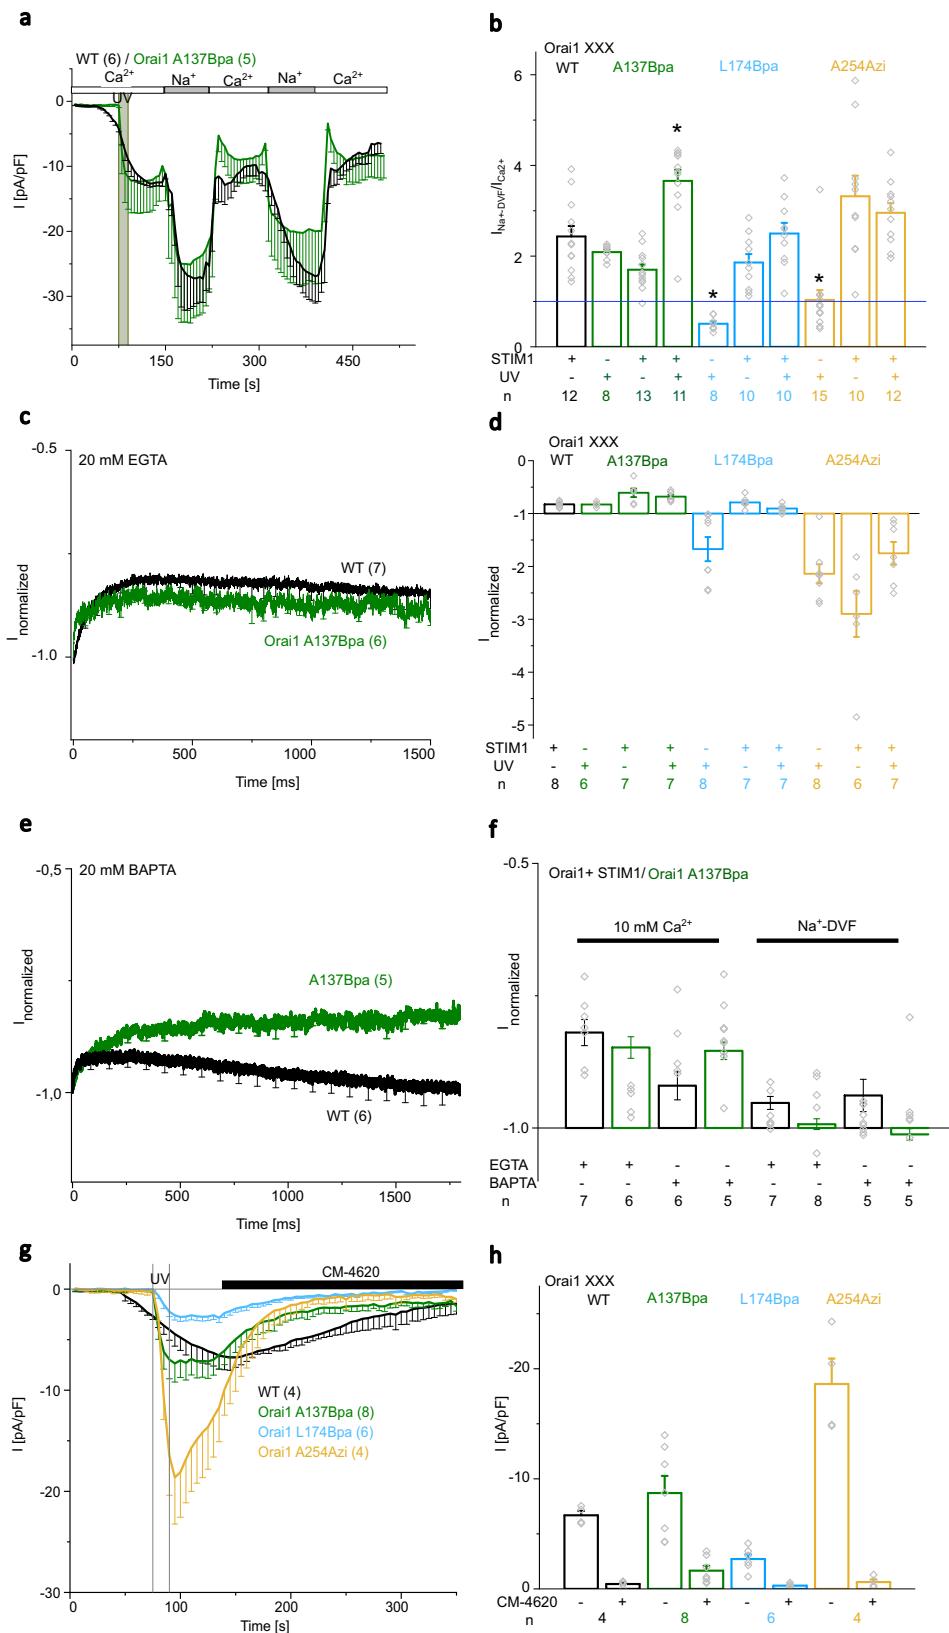 a
WT (6) / Orai1 A137Bpa (5)
Ca²⁺ Na⁺ Ca²⁺ Na⁺ Ca²⁺
UV
0
-10
-20
-30
I [pA/pF]
0 150 300 450
Time [s]
b
Orai1 XXX
WT A137Bpa L174Bpa A254Azi
6
4
2
0
I Na⁺-DVF/I Ca2+
* * * 
STIM1 + - + + - + + - + +
UV - + - + + - + + - +
n 12 8 13 11 8 10 10 15 10 12
c
-0.5
20 mM EGTA
WT (7)
Orai1 A137Bpa (6)
-1.0
I normalized
0 500 1000 1500
Time [ms]
d
Orai1 XXX
WT A137Bpa L174Bpa A254Azi
0
-1
-2
-3
-4
-5
I normalized
STIM1 + - + + - + + - + +
UV - + - + + - + + - +
n 8 6 7 7 8 7 7 8 6 7
e
-0.5
20 mM BAPTA
A137Bpa (5)
WT (6)
-1.0
I normalized
0 500 1000 1500
Time [ms]
f
-0.5
Orai1+ STIM1/Orai1 A137Bpa
10 mM Ca²⁺ Na⁺-DVF
-1.0
I normalized
EGTA + + - - + + - -
BAPTA - - + + - - + +
n 7 6 6 5 7 8 5 5
g
UV CM-4620
0
-10
-20
-30
I [pA/pF]
WT (4)
Orai1 A137Bpa (8)
Orai1 L174Bpa (6)
Orai1 A254Azi (4)
0 100 200 300
Time [s]
h
Orai1 XXX
WT A137Bpa L174Bpa A254Azi
-20
-10
0
I [pA/pF]
CM-4620 - + - + - + - +
n 4 8 6 4